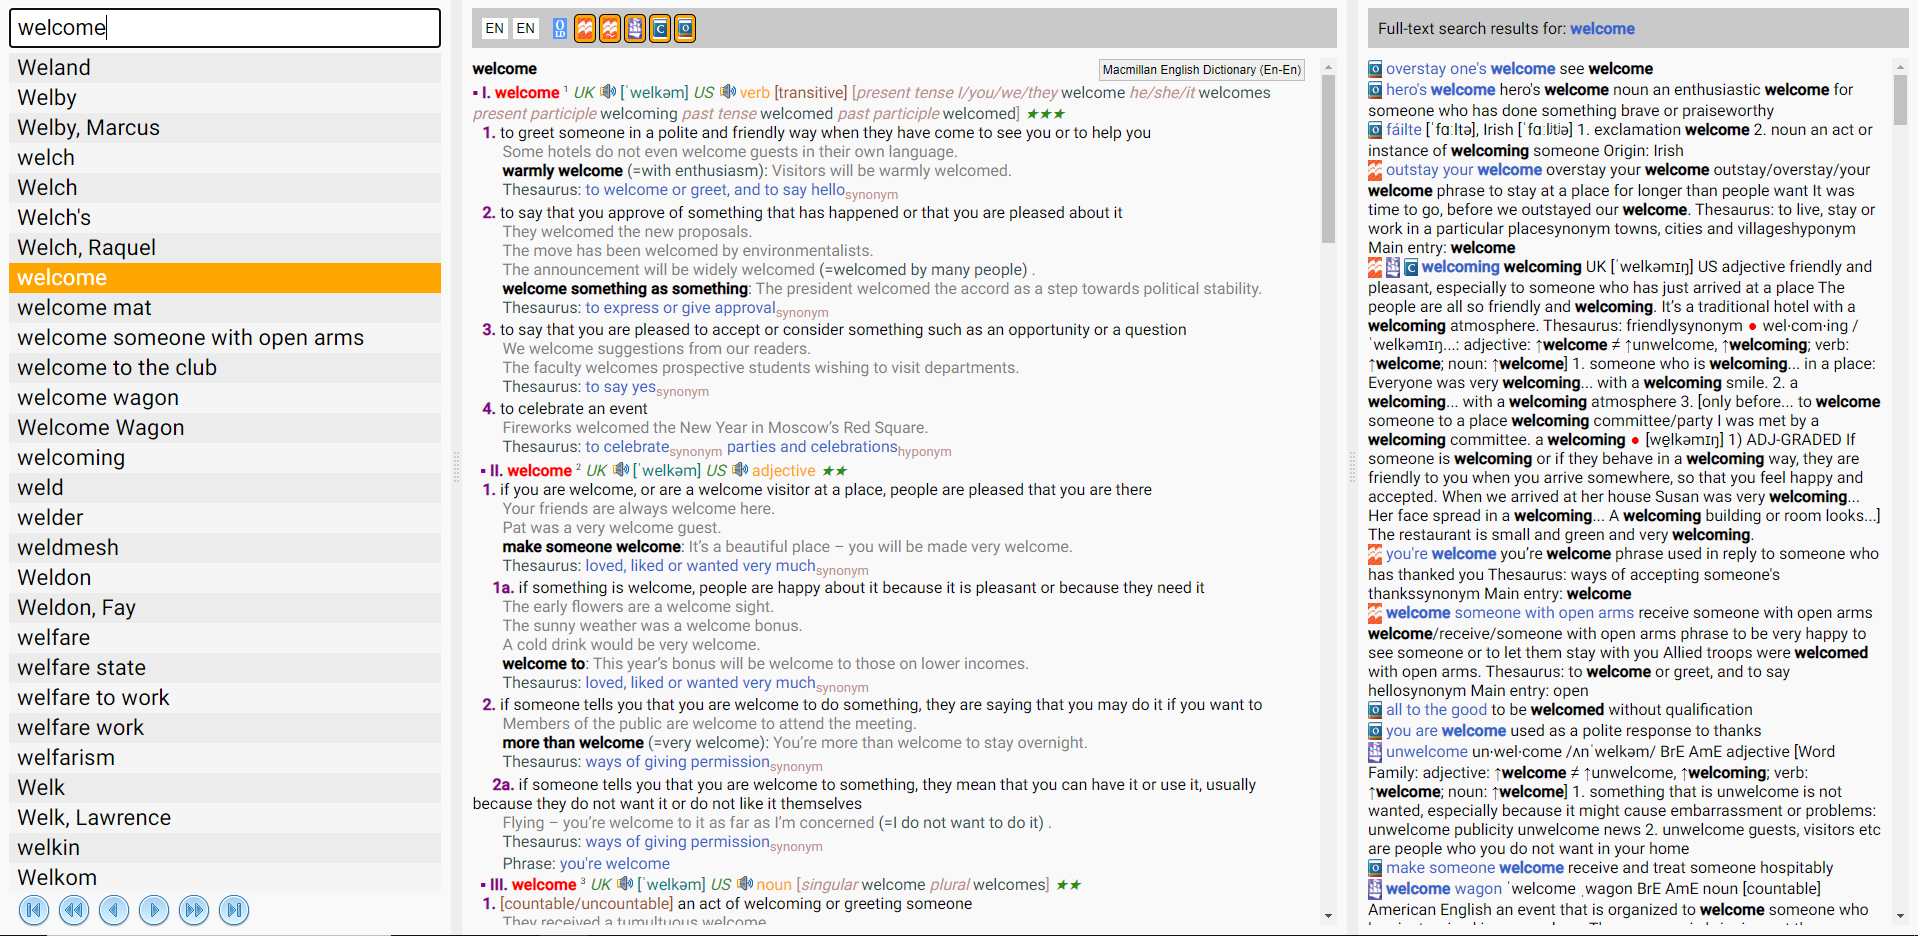 welcome
Weland
Welby
Welby, Marcus
welch
Welch
Welch's
Welch, Raquel
welcome
welcome mat
welcome someone with open arms
welcome to the club
welcome wagon
Welcome Wagon
welcoming
weld
welder
weldmesh
Weldon
Weldon, Fay
welfare
welfare state
welfare to work
welfare work
welfarism
Welk
Welk, Lawrence
welkin
Welkom
EN EN
welcome
Macmillan English Dictionary (En-En)
▪ I. welcome ¹ UK [ˈwelkəm] US verb [transitive] [present tense I/you/we/they welcome he/she/it welcomes
present participle welcoming past tense welcomed past participle welcomed] ★★★
1. to greet someone in a polite and friendly way when they have come to see you or to help you
Some hotels do not even welcome guests in their own language.
warmly welcome (=with enthusiasm): Visitors will be warmly welcomed.
Thesaurus: to welcome or greet, and to say hello synonym
2. to say that you approve of something that has happened or that you are pleased about it
They welcomed the new proposals.
The move has been welcomed by environmentalists.
The announcement will be widely welcomed (=welcomed by many people) .
welcome something as something: The president welcomed the accord as a step towards political stability.
Thesaurus: to express or give approval synonym
3. to say that you are pleased to accept or consider something such as an opportunity or a question
We welcome suggestions from our readers.
The faculty welcomes prospective students wishing to visit departments.
Thesaurus: to say yes synonym
4. to celebrate an event
Fireworks welcomed the New Year in Moscow's Red Square.
Thesaurus: to celebrate synonym parties and celebrations hyponym
▪ II. welcome ² UK [ˈwelkəm] US adjective ★★
1. if you are welcome, or are a welcome visitor at a place, people are pleased that you are there
Your friends are always welcome here.
Pat was a very welcome guest.
make someone welcome: It's a beautiful place – you will be made very welcome.
Thesaurus: loved, liked or wanted very much synonym
1a. if something is welcome, people are happy about it because it is pleasant or because they need it
The early flowers are a welcome sight.
The sunny weather was a welcome bonus.
A cold drink would be very welcome.
welcome to: This year's bonus will be welcome to those on lower incomes.
Thesaurus: loved, liked or wanted very much synonym
2. if someone tells you that you are welcome to do something, they are saying that you may do it if you want to
Members of the public are welcome to attend the meeting.
more than welcome (=very welcome): You're more than welcome to stay overnight.
Thesaurus: ways of giving permission synonym
2a. if someone tells you that you are welcome to something, they mean that you can have it or use it, usually
because they do not want it or do not like it themselves
Flying – you're welcome to it as far as I'm concerned (=I do not want to do it) .
Thesaurus: ways of giving permission synonym
Phrase: you're welcome
▪ III. welcome ³ UK [ˈwelkəm] US noun [singular welcome plural welcomes] ★★
1. [countable/uncountable] an act of welcoming or greeting someone
They received a tumultuous welcome.
Full-text search results for: welcome
overstay one's welcome see welcome
hero's welcome hero's welcome noun an enthusiastic welcome for
someone who has done something brave or praiseworthy
fáilte [ˈfɑːltə], Irish [ˈfɑːlitiə] 1. exclamation welcome 2. noun an act or
instance of welcoming someone Origin: Irish
outstay your welcome overstay your welcome outstay/overstay/your
welcome phrase to stay at a place for longer than people want It was
time to go, before we outstayed our welcome. Thesaurus: to live, stay or
work in a particular placesynonym towns, cities and villageshyponym
Main entry: welcome
welcoming welcoming UK [ˈwelkəmɪŋ] US adjective friendly and
pleasant, especially to someone who has just arrived at a place The
people are all so friendly and welcoming. It's a traditional hotel with a
welcoming atmosphere. Thesaurus: friendlysynonym ● wel·com·ing /
ˈwelkəmɪŋ...: adjective: ↑welcome ≠ ↑unwelcome, ↑welcoming; verb:
↑welcome; noun: ↑welcome] 1. someone who is welcoming... in a place:
Everyone was very welcoming... with a welcoming smile. 2. a
welcoming... with a welcoming atmosphere 3. [only before... to welcome
someone to a place welcoming committee/party I was met by a
welcoming committee. a welcoming ● [we̱lkəmɪŋ] 1) ADJ-GRADED If
someone is welcoming or if they behave in a welcoming way, they are
friendly to you when you arrive somewhere, so that you feel happy and
accepted. When we arrived at her house Susan was very welcoming...
Her face spread in a welcoming... A welcoming building or room looks...]
The restaurant is small and green and very welcoming.
you're welcome you're welcome phrase used in reply to someone who
has thanked you Thesaurus: ways of accepting someone's
thankssynonym Main entry: welcome
welcome someone with open arms receive someone with open arms
welcome/receive/someone with open arms phrase to be very happy to
see someone or to let them stay with you Allied troops were welcomed
with open arms. Thesaurus: to welcome or greet, and to say
hellosynonym Main entry: open
all to the good to be welcomed without qualification
you are welcome used as a polite response to thanks
unwelcome un·wel·come /ʌnˈwelkəm/ BrE AmE adjective [Word
Family: adjective: ↑welcome ≠ ↑unwelcome, ↑welcoming; verb:
↑welcome; noun: ↑welcome] 1. something that is unwelcome is not
wanted, especially because it might cause embarrassment or problems:
unwelcome publicity unwelcome news 2. unwelcome guests, visitors etc
are people who you do not want in your home
make someone welcome receive and treat someone hospitably
welcome wagon ˈwelcome ˌwagon BrE AmE noun [countable]
American English an event that is organized to welcome someone who